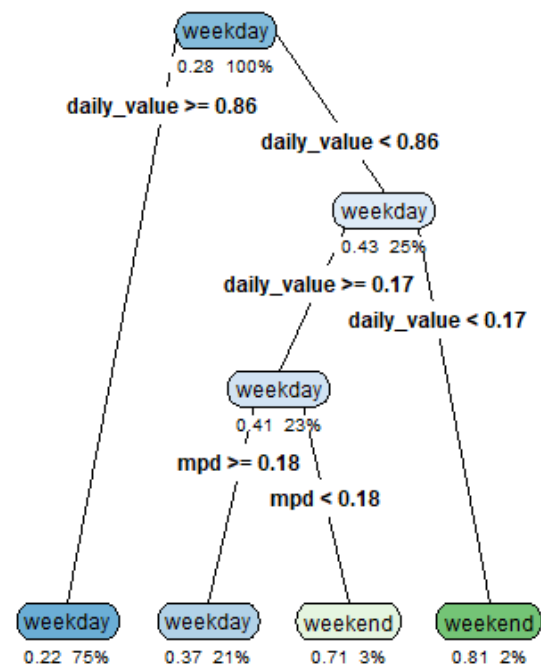 weekday
0.28 100%
daily_value >= 0.86
daily_value < 0.86
weekday
0.43 25%
daily_value >= 0.17
daily_value < 0.17
weekday
0.41 23%
mpd >= 0.18
mpd < 0.18
weekday weekday weekend weekend
0.22 75% 0.37 21% 0.71 3% 0.81 2%